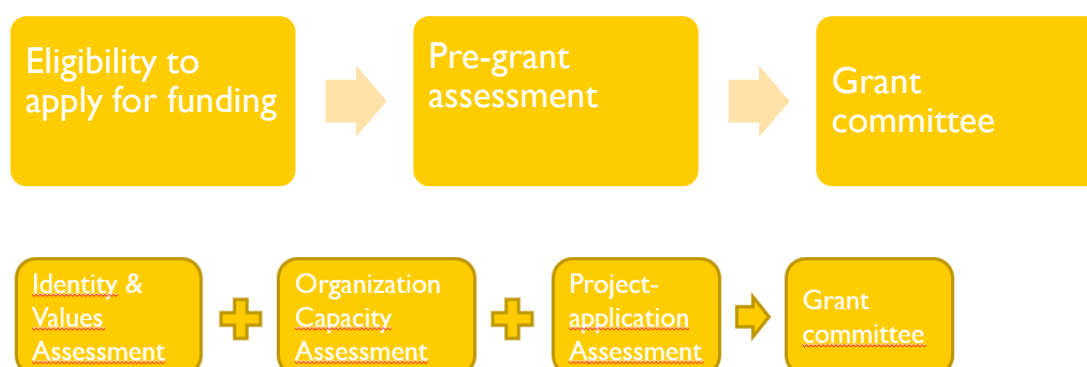 Eligibility to
apply for funding
Pre-grant
assessment
Grant
committee
Identity &
Values
Assessment
Organization
Capacity
Assessment
Project-
application
Assessment
Grant
committee